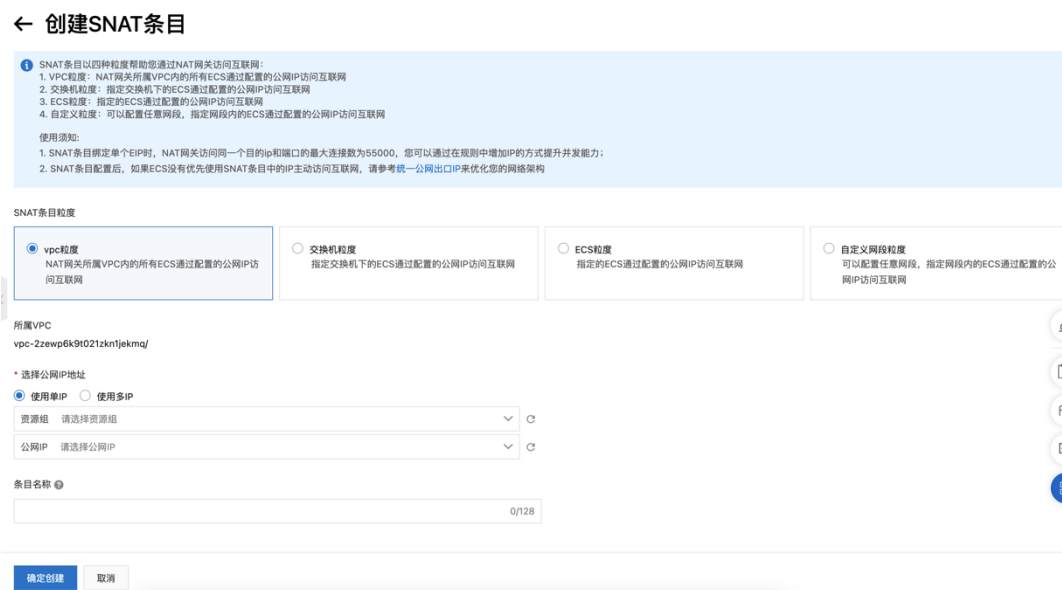 创建SNAT条目
SNAT条目以四种粒度帮助您通过NAT网关访问互联网：
1. VPC粒度：NAT网关所属VPC内的所有ECS通过配置的公网IP访问互联网
2. 交换机粒度：指定交换机下的ECS通过配置的公网IP访问互联网
3. ECS粒度：指定的ECS通过配置的公网IP访问互联网
4. 自定义粒度：可以配置任意网段，指定网段内的ECS通过配置的公网IP访问互联网
使用须知:
1. SNAT条目绑定单个EIP时，NAT网关访问同一个目的ip和端口的最大连接数为55000，您可以通过在规则中增加IP的方式提升并发能力；
2. SNAT条目配置后，如果ECS没有优先使用SNAT条目中的IP主动访问互联网，请参考统一公网出口IP来优化您的网络架构
SNAT条目粒度
vpc粒度
NAT网关所属VPC内的所有ECS通过配置的公网IP访
问互联网
交换机粒度
指定交换机下的ECS通过配置的公网IP访问互联网
ECS粒度
指定的ECS通过配置的公网IP访问互联网
自定义网段粒度
可以配置任意网段，指定网段内的ECS通过配置的公
网IP访问互联网
所属VPC
vpc-2zewp6k9t021zkn1jekmq/
* 选择公网IP地址
使用单IP 使用多IP
资源组 请选择资源组
公网IP 请选择公网IP
条目名称
0/128
确定创建 取消